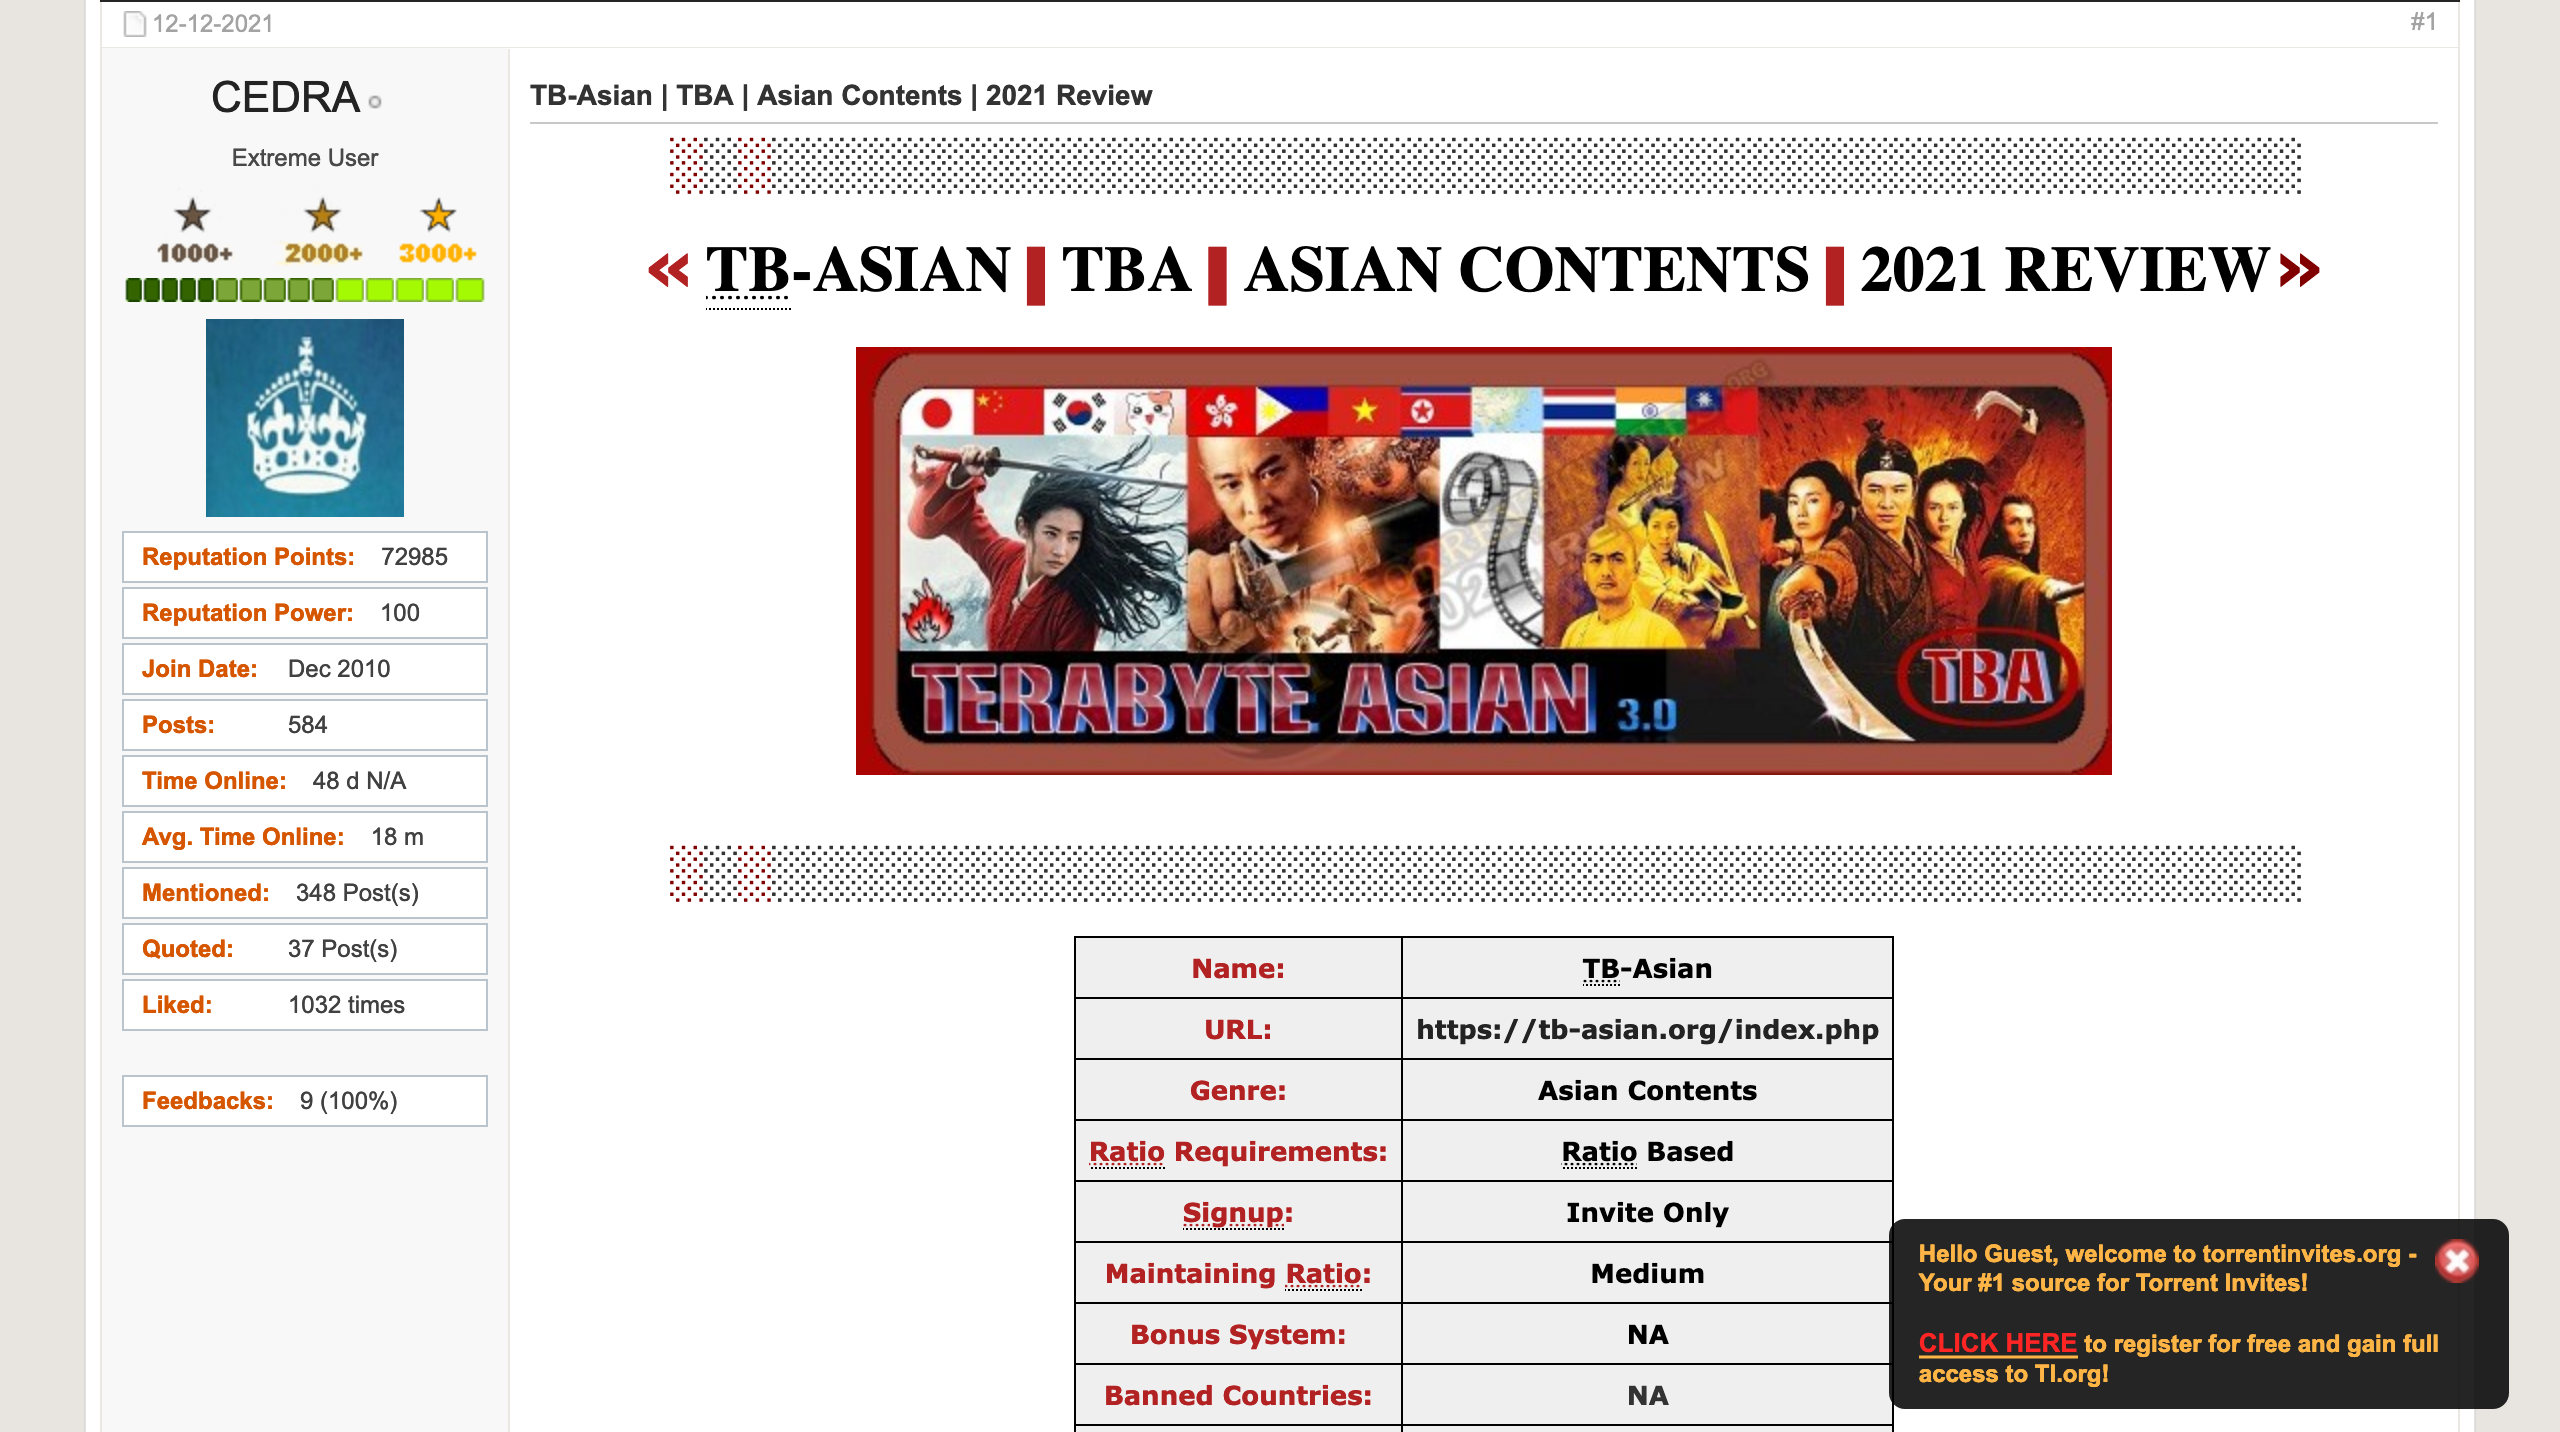 12-12-2021
#1
CEDRA
Extreme User
1000+ 2000+ 3000+
Reputation Points: 72985
Reputation Power: 100
Join Date: Dec 2010
Posts: 584
Time Online: 48 d N/A
Avg. Time Online: 18 m
Mentioned: 348 Post(s)
Quoted: 37 Post(s)
Liked: 1032 times
Feedbacks: 9 (100%)
TB-Asian | TBA | Asian Contents | 2021 Review
« TB-ASIAN | TBA | ASIAN CONTENTS | 2021 REVIEW »
TERABYTE ASIAN 3.0
TBA
Name: TB-Asian
URL: https://tb-asian.org/index.php
Genre: Asian Contents
Ratio Requirements: Ratio Based
Signup: Invite Only
Maintaining Ratio: Medium
Bonus System: NA
Banned Countries: NA
Hello Guest, welcome to torrentinvites.org -
Your #1 source for Torrent Invites!
CLICK HERE to register for free and gain full
access to TI.org!